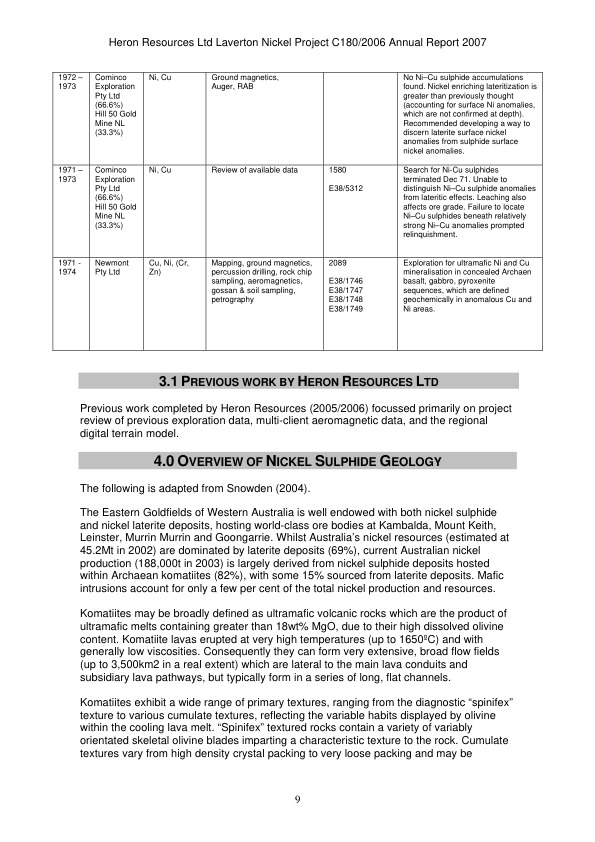 Heron Resources Ltd Laverton Nickel Project C180/2006 Annual Report 2007
1972 –
1973
Cominco
Exploration
Pty Ltd
(66.6%)
Hill 50 Gold
Mine NL
(33.3%)
Ni, Cu
Ground magnetics,
Auger, RAB
No Ni–Cu sulphide accumulations
found. Nickel enriching lateritization is
greater than previously thought
(accounting for surface Ni anomalies,
which are not confirmed at depth).
Recommended developing a way to
discern laterite surface nickel
anomalies from sulphide surface
nickel anomalies.
1971 –
1973
Cominco
Exploration
Pty Ltd
(66.6%)
Hill 50 Gold
Mine NL
(33.3%)
Ni, Cu
Review of available data
1580
E38/5312
Search for Ni-Cu sulphides
terminated Dec 71. Unable to
distinguish Ni–Cu sulphide anomalies
from lateritic effects. Leaching also
affects ore grade. Failure to locate
Ni–Cu sulphides beneath relatively
strong Ni–Cu anomalies prompted
relinquishment.
1971 -
1974
Newmont
Pty Ltd
Cu, Ni, (Cr,
Zn)
Mapping, ground magnetics,
percussion drilling, rock chip
sampling, aeromagnetics,
gossan & soil sampling,
petrography
2089
E38/1746
E38/1747
E38/1748
E38/1749
Exploration for ultramafic Ni and Cu
mineralisation in concealed Archaen
basalt, gabbro, pyroxenite
sequences, which are defined
geochemically in anomalous Cu and
Ni areas.
3.1 PREVIOUS WORK BY HERON RESOURCES LTD
Previous work completed by Heron Resources (2005/2006) focussed primarily on project
review of previous exploration data, multi-client aeromagnetic data, and the regional
digital terrain model.
4.0 OVERVIEW OF NICKEL SULPHIDE GEOLOGY
The following is adapted from Snowden (2004).
The Eastern Goldfields of Western Australia is well endowed with both nickel sulphide
and nickel laterite deposits, hosting world-class ore bodies at Kambalda, Mount Keith,
Leinster, Murrin Murrin and Goongarrie. Whilst Australia's nickel resources (estimated at
45.2Mt in 2002) are dominated by laterite deposits (69%), current Australian nickel
production (188,000t in 2003) is largely derived from nickel sulphide deposits hosted
within Archaean komatiites (82%), with some 15% sourced from laterite deposits. Mafic
intrusions account for only a few per cent of the total nickel production and resources.
Komatiites may be broadly defined as ultramafic volcanic rocks which are the product of
ultramafic melts containing greater than 18wt% MgO, due to their high dissolved olivine
content. Komatiite lavas erupted at very high temperatures (up to 1650ºC) and with
generally low viscosities. Consequently they can form very extensive, broad flow fields
(up to 3,500km2 in a real extent) which are lateral to the main lava conduits and
subsidiary lava pathways, but typically form in a series of long, flat channels.
Komatiites exhibit a wide range of primary textures, ranging from the diagnostic “spinifex”
texture to various cumulate textures, reflecting the variable habits displayed by olivine
within the cooling lava melt. “Spinifex” textured rocks contain a variety of variably
orientated skeletal olivine blades imparting a characteristic texture to the rock. Cumulate
textures vary from high density crystal packing to very loose packing and may be
9